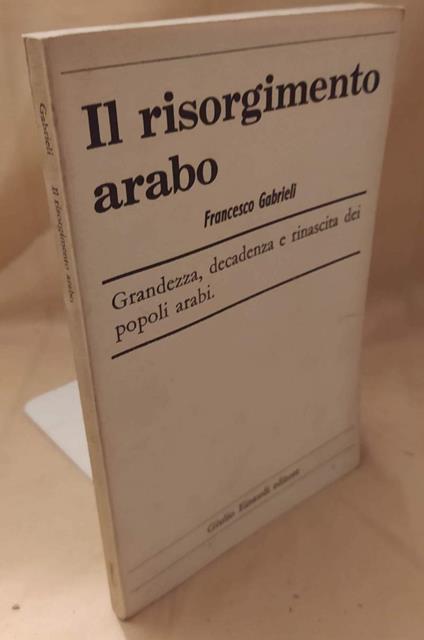 Il risorgimento
arabo
Francesco Gabrieli
Grandezza, decadenza e rinascita dei
popoli arabi.
Giulio Einaudi editore
Gabrieli Il risorgimento arabo